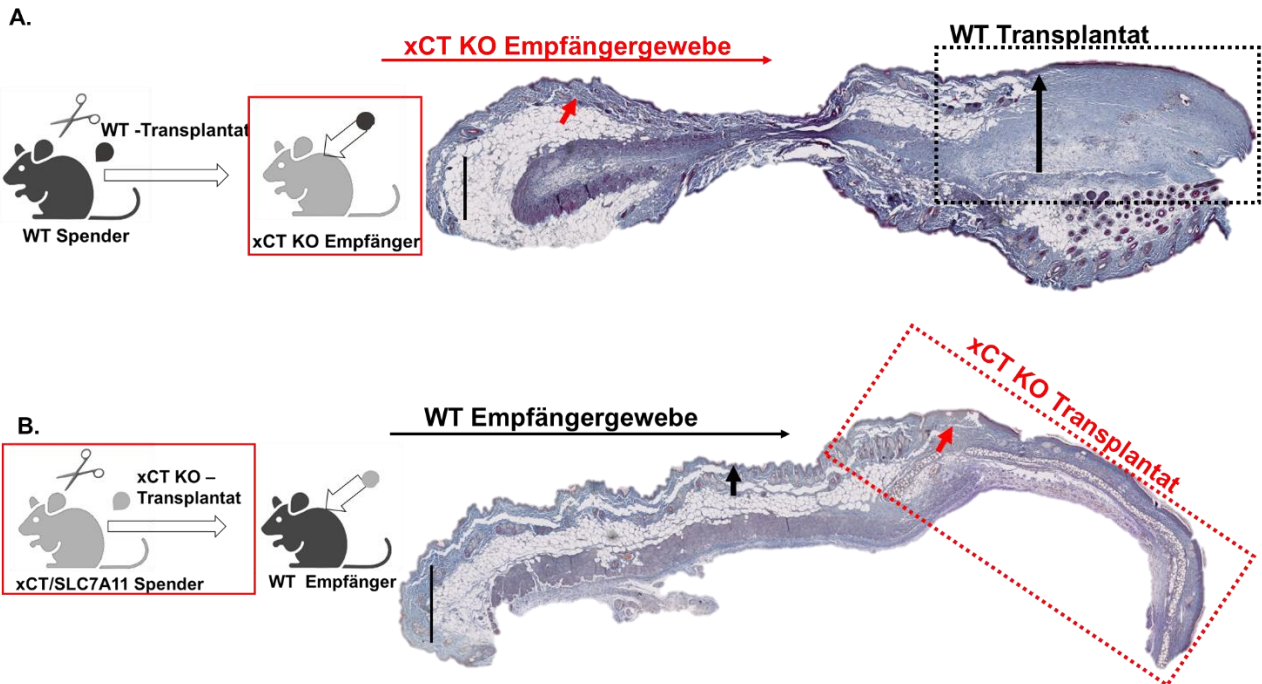 A.
xCT KO Empfängergewebe
WT Transplantat
WT -Transplantat
WT Spender
xCT KO Empfänger
B.
WT Empfängergewebe
xCT KO Transplantat
xCT KO –
Transplantat
xCT/SLC7A11 Spender
WT Empfänger